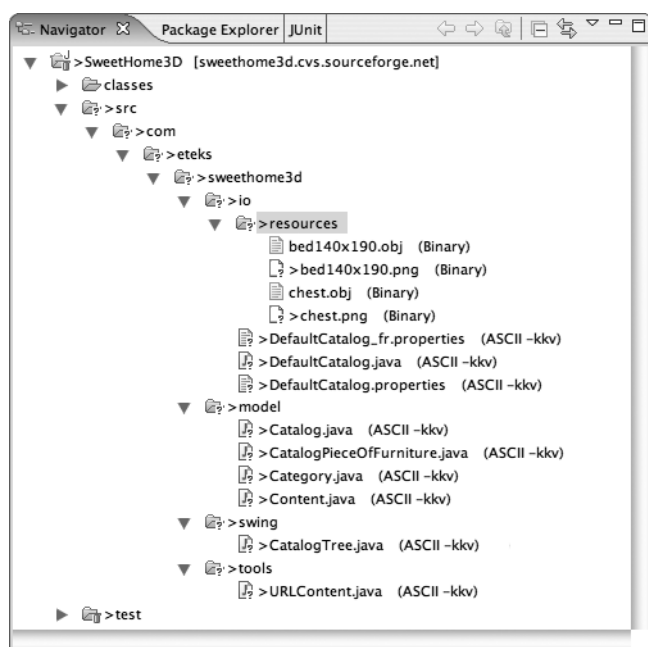 Navigator Package Explorer JUnit
>SweetHome3D [sweethome3d.cvs.sourceforge.net]
classes
>src
>com
>eteks
>sweethome3d
>io
>resources
bed140x190.obj (Binary)
>bed140x190.png (Binary)
chest.obj (Binary)
>chest.png (Binary)
>DefaultCatalog_fr.properties (ASCII -kkv)
>DefaultCatalog.java (ASCII -kkv)
>DefaultCatalog.properties (ASCII -kkv)
>model
>Catalog.java (ASCII -kkv)
>CatalogPieceOfFurniture.java (ASCII -kkv)
>Category.java (ASCII -kkv)
>Content.java (ASCII -kkv)
>swing
>CatalogTree.java (ASCII -kkv)
>tools
>URLContent.java (ASCII -kkv)
>test